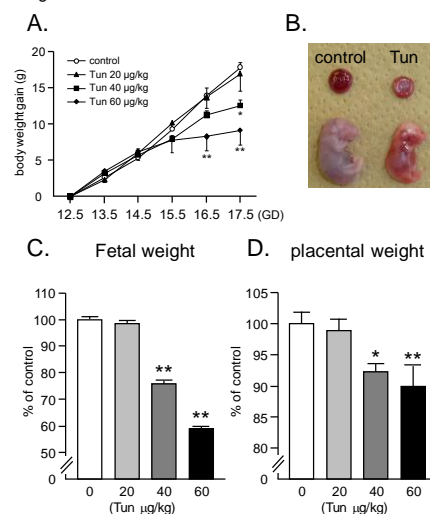 A.
B.
20
15
10
5
0
body weight gain (g)
control
Tun 20 μg/kg
Tun 40 μg/kg
Tun 60 μg/kg
*
**
**
12.5 13.5 14.5 15.5 16.5 17.5 (GD)
control Tun
C. Fetal weight
110
100
90
80
70
60
50
0
% of control
**
**
0 20 40 60
(Tun μg/kg)
D. placental weight
105
100
95
90
85
80
0
% of control
*
**
0 20 40 60
(Tun μg/kg)